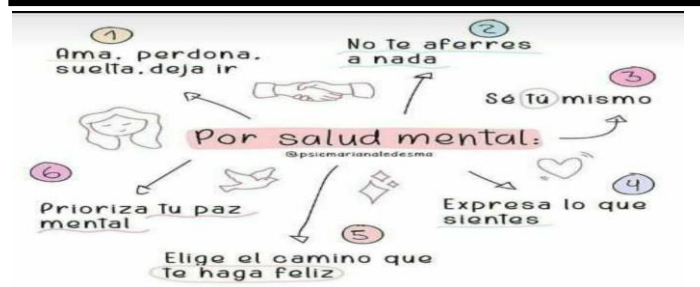 1
Ama, perdona,
suelta, deja ir
2
No te aferres
a nada
3
Sé tú mismo
Por salud mental:
@psicmarianaledesma
6
Prioriza tu paz
mental
4
Expresa lo que
sientes
5
Elige el camino que
te haga feliz